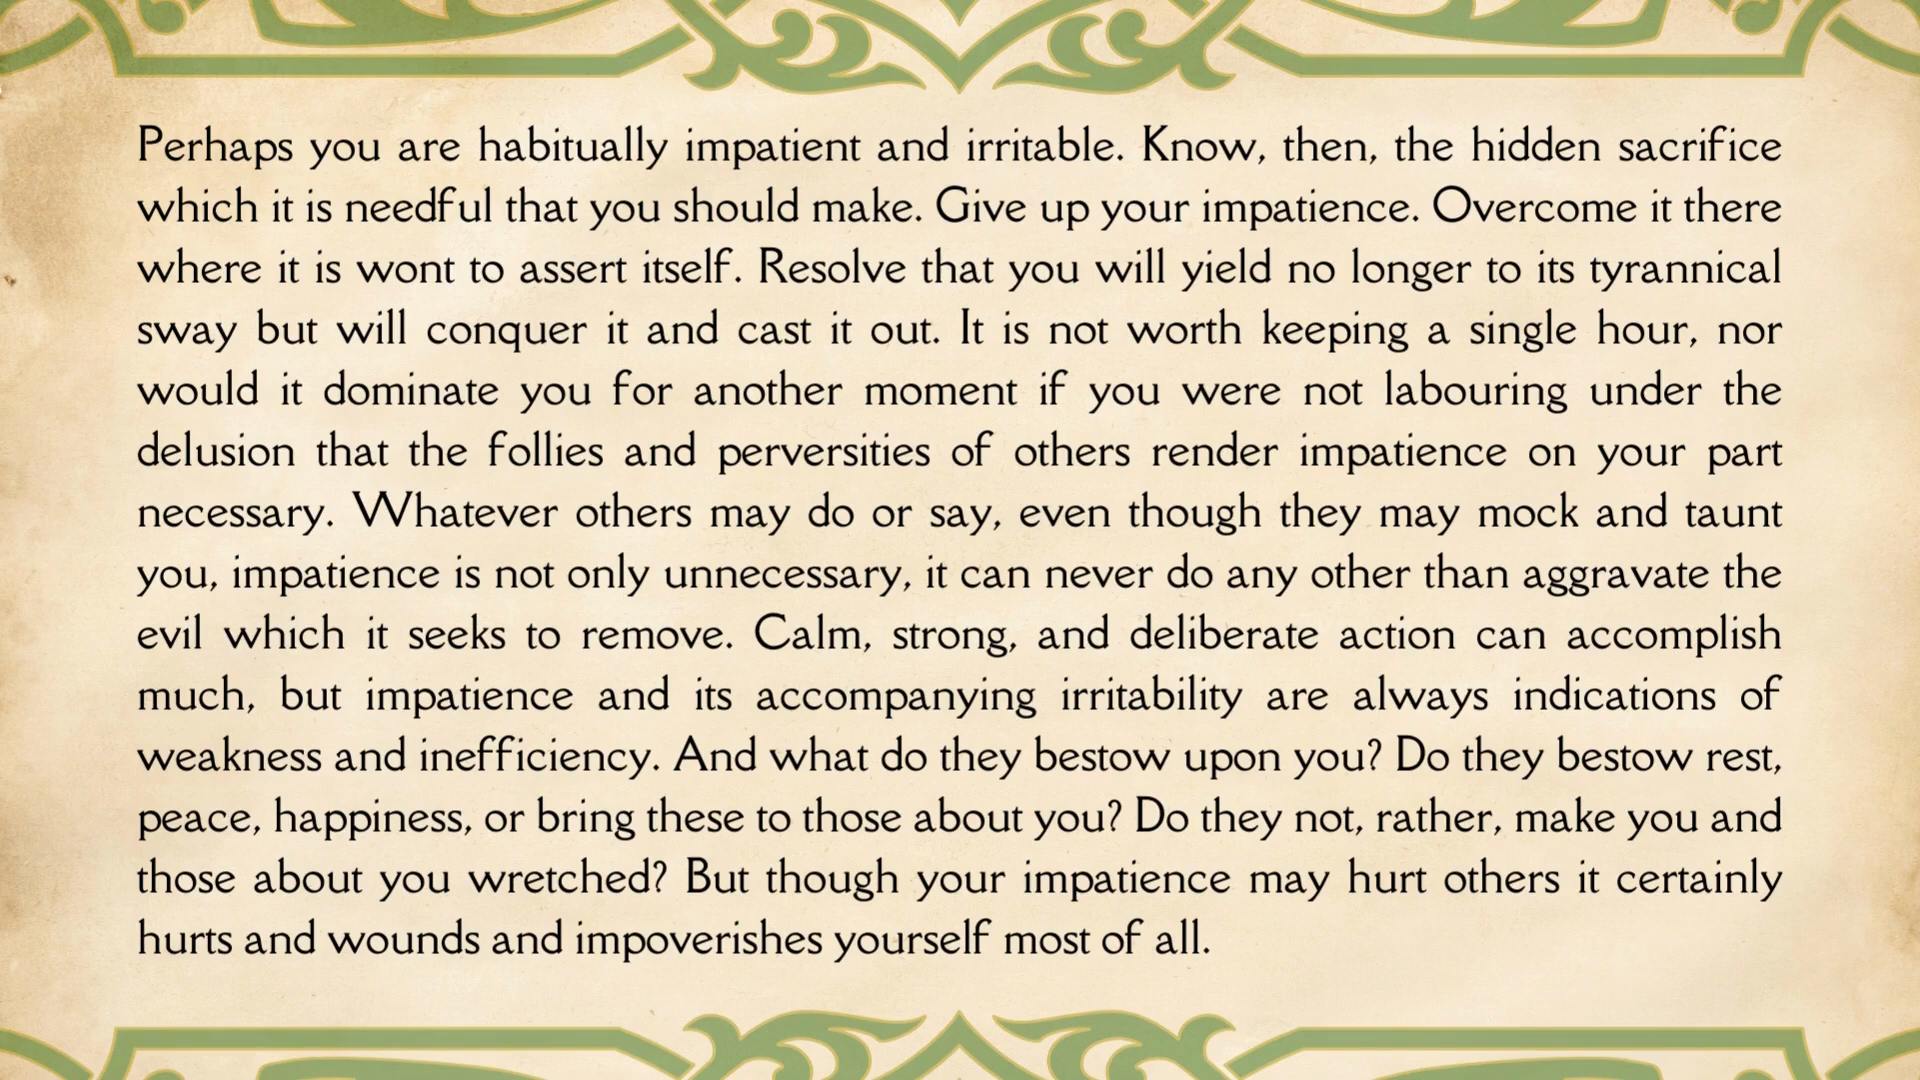 Perhaps you are habitually impatient and irritable. Know, then, the hidden sacrifice
which it is needful that you should make. Give up your impatience. Overcome it there
where it is wont to assert itself. Resolve that you will yield no longer to its tyrannical
sway but will conquer it and cast it out. It is not worth keeping a single hour, nor
would it dominate you for another moment if you were not labouring under the
delusion that the follies and perversities of others render impatience on your part
necessary. Whatever others may do or say, even though they may mock and taunt
you, impatience is not only unnecessary, it can never do any other than aggravate the
evil which it seeks to remove. Calm, strong, and deliberate action can accomplish
much, but impatience and its accompanying irritability are always indications of
weakness and inefficiency. And what do they bestow upon you? Do they bestow rest,
peace, happiness, or bring these to those about you? Do they not, rather, make you and
those about you wretched? But though your impatience may hurt others it certainly
hurts and wounds and impoverishes yourself most of all.